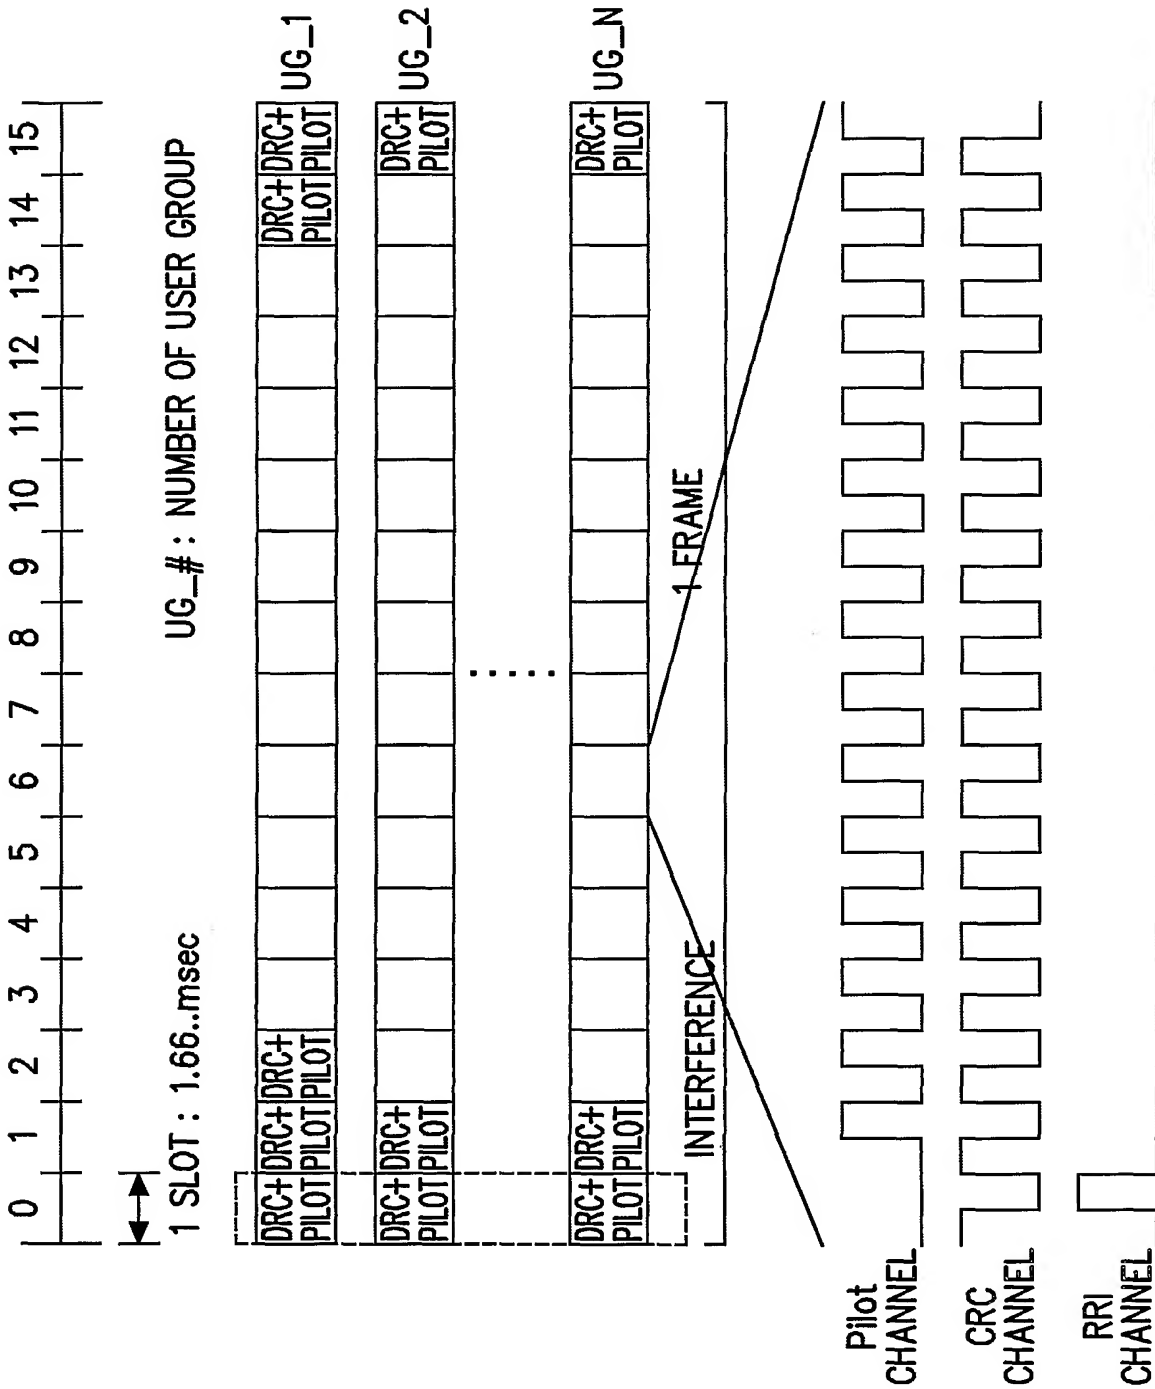 0 1 2 3 4 5 6 7 8 9 10 11 12 13 14 15
1 SLOT : 1.66..msec
UG_# : NUMBER OF USER GROUP
DRC+ DRC+ DRC+ DRC+ DRC+ UG_1
PILOT PILOT PILOT PILOT PILOT
DRC+ DRC+ DRC+ UG_2
PILOT PILOT PILOT
.....
DRC+ DRC+ DRC+ UG_N
PILOT PILOT PILOT
INTERFERENCE
1 FRAME
Pilot
CHANNEL
CRC
CHANNEL
RRI
CHANNEL